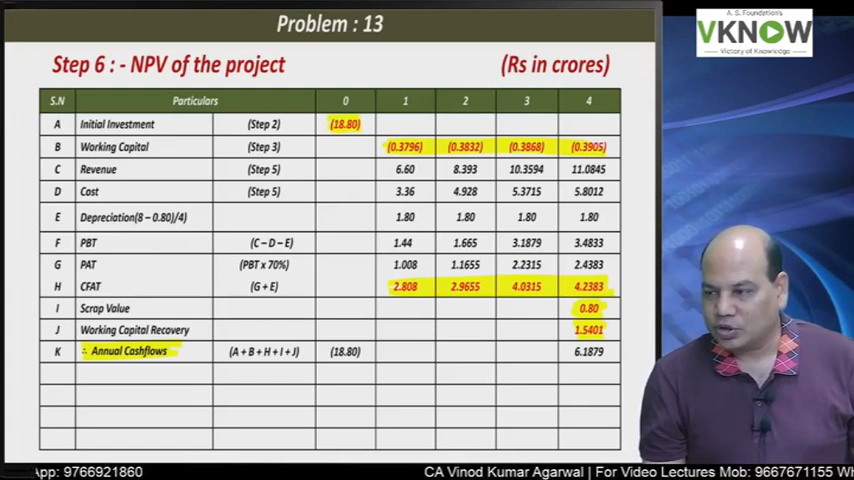 Problem : 13
A. S. Foundation's
VKNOW
Victory of Knowledge
Step 6 : - NPV of the project (Rs in crores)
S.N Particulars 0 1 2 3 4
A Initial Investment (Step 2) (18.80)
B Working Capital (Step 3) (0.3796) (0.3832) (0.3868) (0.3905)
C Revenue (Step 5) 6.60 8.393 10.3594 11.0845
D Cost (Step 5) 3.36 4.928 5.3715 5.8012
E Depreciation(8 – 0.80)/4) 1.80 1.80 1.80 1.80
F PBT (C – D – E) 1.44 1.665 3.1879 3.4833
G PAT (PBT x 70%) 1.008 1.1655 2.2315 2.4383
H CFAT (G + E) 2.808 2.9655 4.0315 4.2383
I Scrap Value 0.80
J Working Capital Recovery 1.5401
K ∴ Annual Cashflows (A + B + H + I + J) (18.80) 6.1879
App: 9766921860 CA Vinod Kumar Agarwal | For Video Lectures Mob: 9667671155 Wh